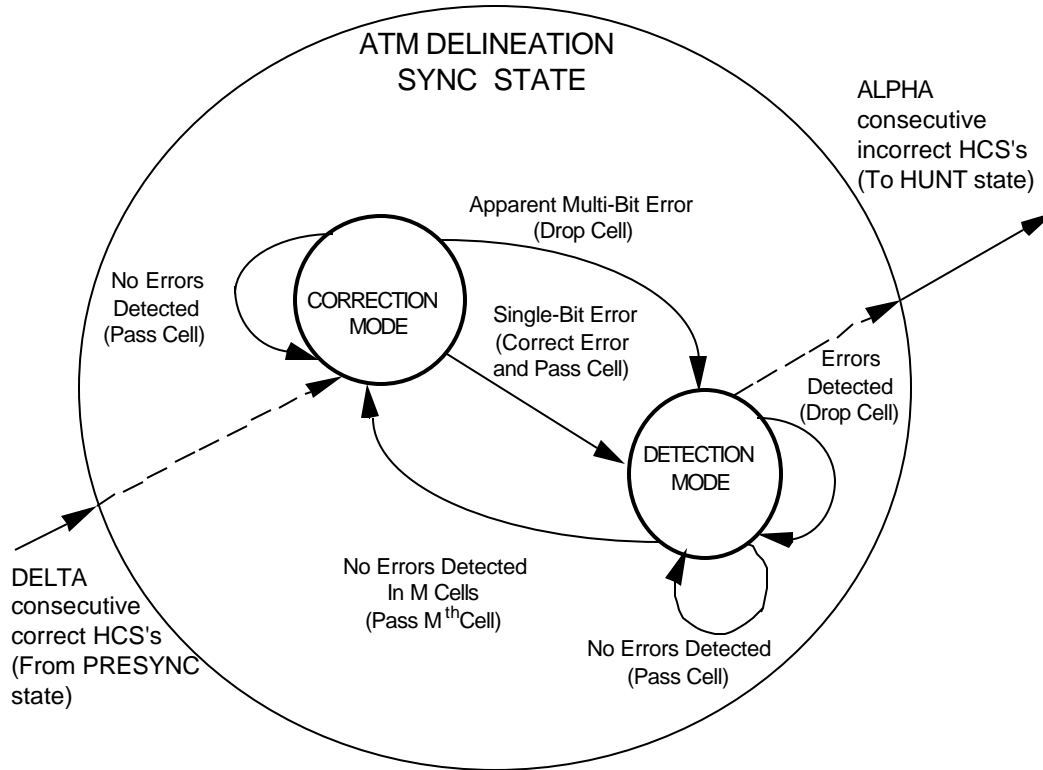 ATM DELINEATION
SYNC STATE
ALPHA
consecutive
incorrect HCS's
(To HUNT state)
Apparent Multi-Bit Error
(Drop Cell)
No Errors
Detected
(Pass Cell)
CORRECTION
MODE
Single-Bit Error
(Correct Error
and Pass Cell)
Errors
Detected
(Drop Cell)
DETECTION
MODE
No Errors Detected
In M Cells
(Pass M^th Cell)
DELTA
consecutive
correct HCS's
(From PRESYNC
state)
No Errors Detected
(Pass Cell)